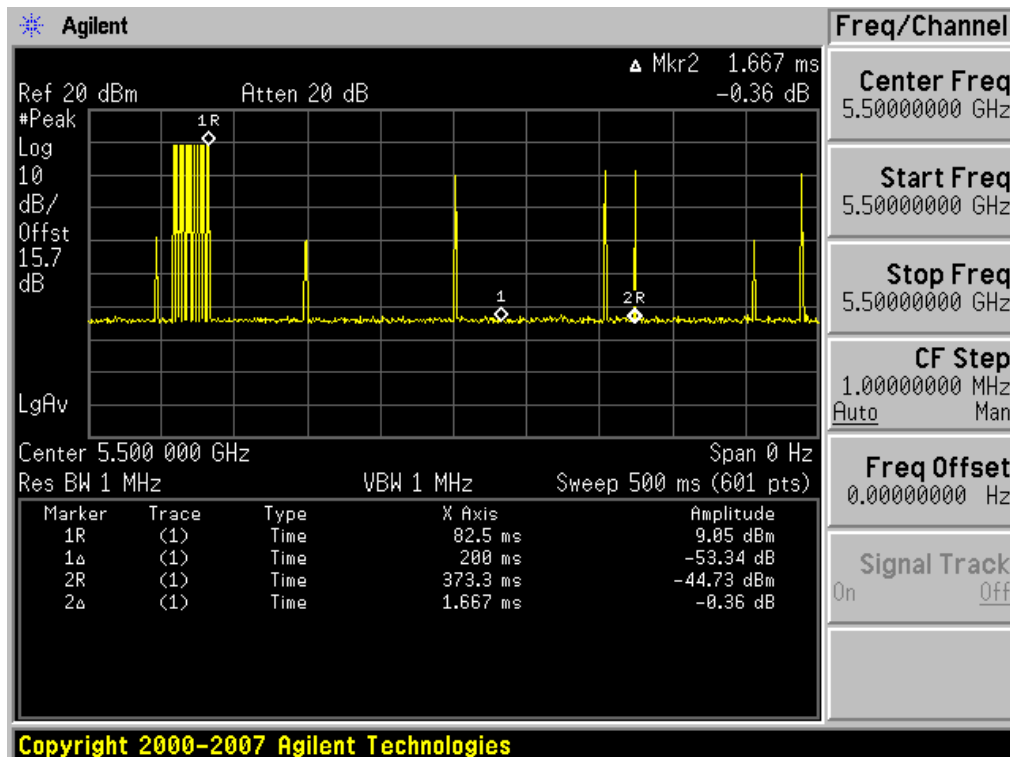 Agilent
Freq/Channel
▵ Mkr2 1.667 ms
Ref 20 dBm Atten 20 dB -0.36 dB
#Peak
Log
10
dB/
Offst
15.7
dB
LgAv
1R
1
2R
Center 5.500 000 GHz Span 0 Hz
Res BW 1 MHz VBW 1 MHz Sweep 500 ms (601 pts)
Marker Trace Type X Axis Amplitude
1R (1) Time 82.5 ms 9.05 dBm
1▵ (1) Time 200 ms -53.34 dB
2R (1) Time 373.3 ms -44.73 dBm
2▵ (1) Time 1.667 ms -0.36 dB
Center Freq
5.50000000 GHz
Start Freq
5.50000000 GHz
Stop Freq
5.50000000 GHz
CF Step
1.00000000 MHz
Auto Man
Freq Offset
0.00000000 Hz
Signal Track
On Off
Copyright 2000-2007 Agilent Technologies